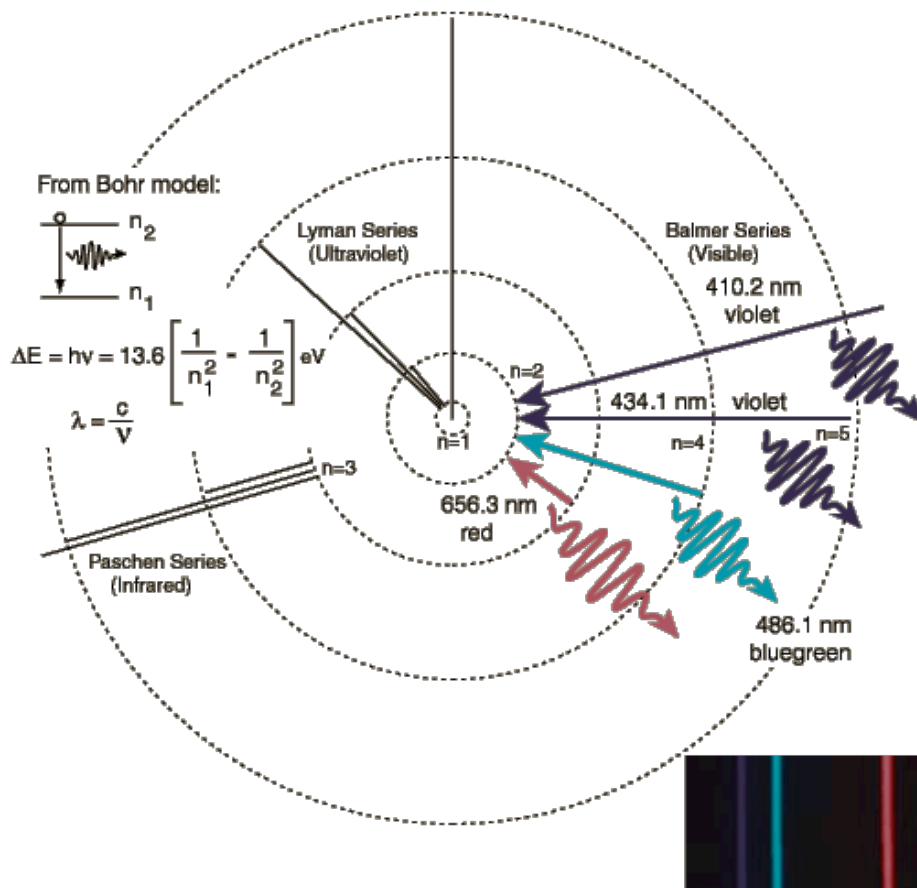 From Bohr model:
n₂
n₁
ΔE = hν = 13.6 [ 1/n₁² - 1/n₂² ] eV
λ = c/ν
Lyman Series
(Ultraviolet)
Balmer Series
(Visible)
410.2 nm
violet
n=2
434.1 nm violet
n=1
n=4
n=5
n=3
656.3 nm
red
Paschen Series
(Infrared)
486.1 nm
bluegreen